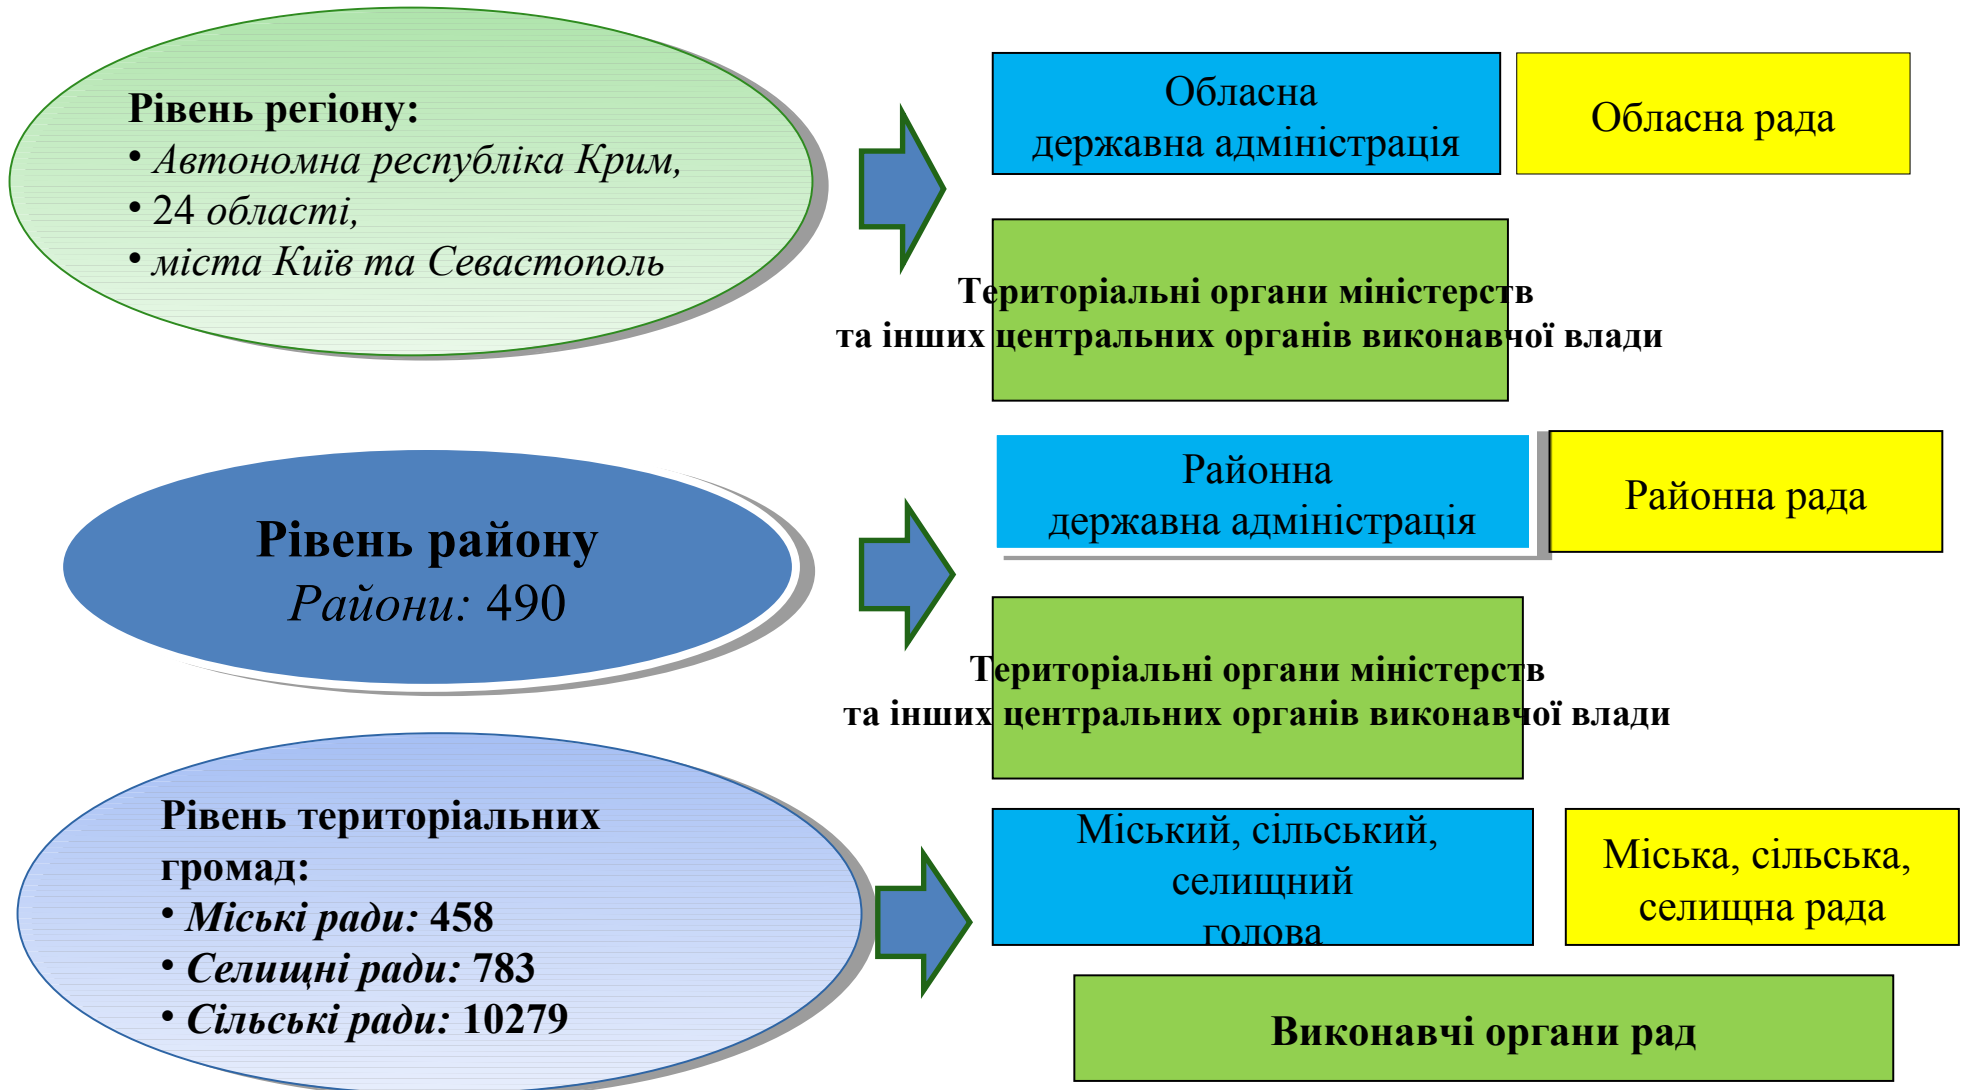 Рівень регіону:
• Автономна республіка Крим,
• 24 області,
• міста Київ та Севастополь
Обласна
державна адміністрація
Обласна рада
Територіальні органи міністерств
та інших центральних органів виконавчої влади
Рівень району
Райони: 490
Районна
державна адміністрація
Районна рада
Територіальні органи міністерств
та інших центральних органів виконавчої влади
Рівень територіальних
громад:
• Міські ради: 458
• Селищні ради: 783
• Сільські ради: 10279
Міський, сільський,
селищний
голова
Міська, сільська,
селищна рада
Виконавчі органи рад